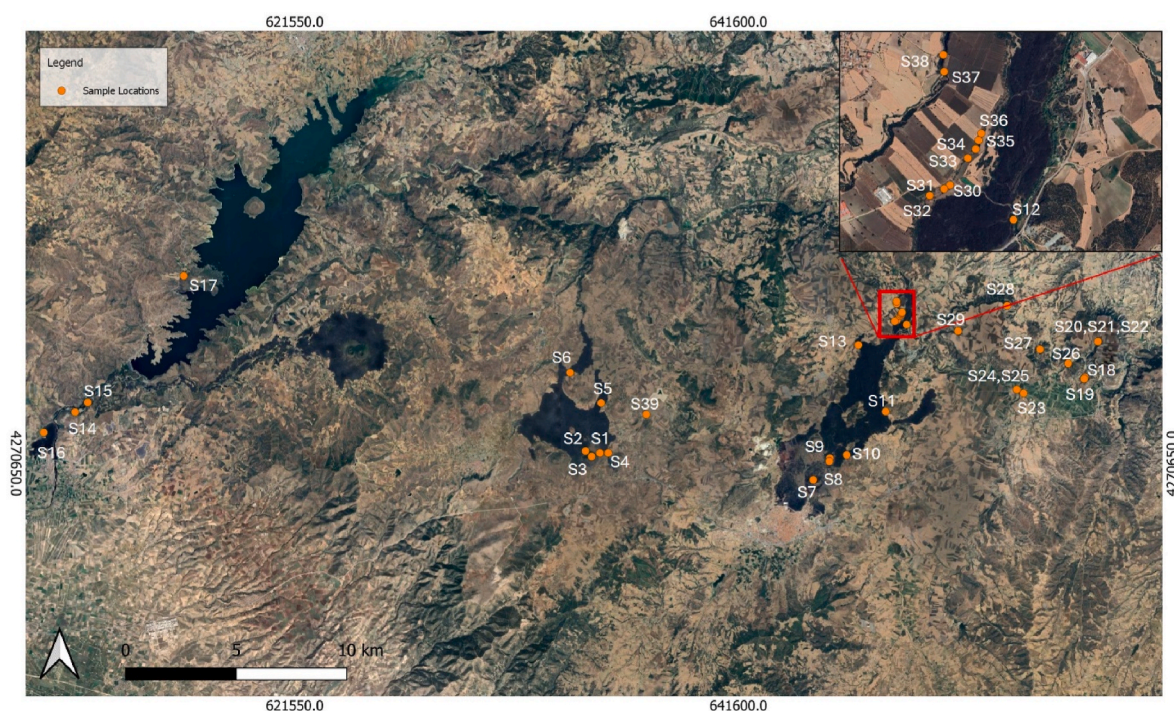 621550.0 641600.0
Legend
Sample Locations
S38
S37
S36
S34 S35
S33
S31 S30
S32
S12
S17
S28
S29
S20,S21,S22
S13
S27
S26
S6
S18
S24,S25
S19
S15
S5
S39
S23
S14
S11
4270650.0
S16
S2 S1
S3 S4
S9
S10
S8
S7
4270650.0
0 5 10 km
621550.0 641600.0